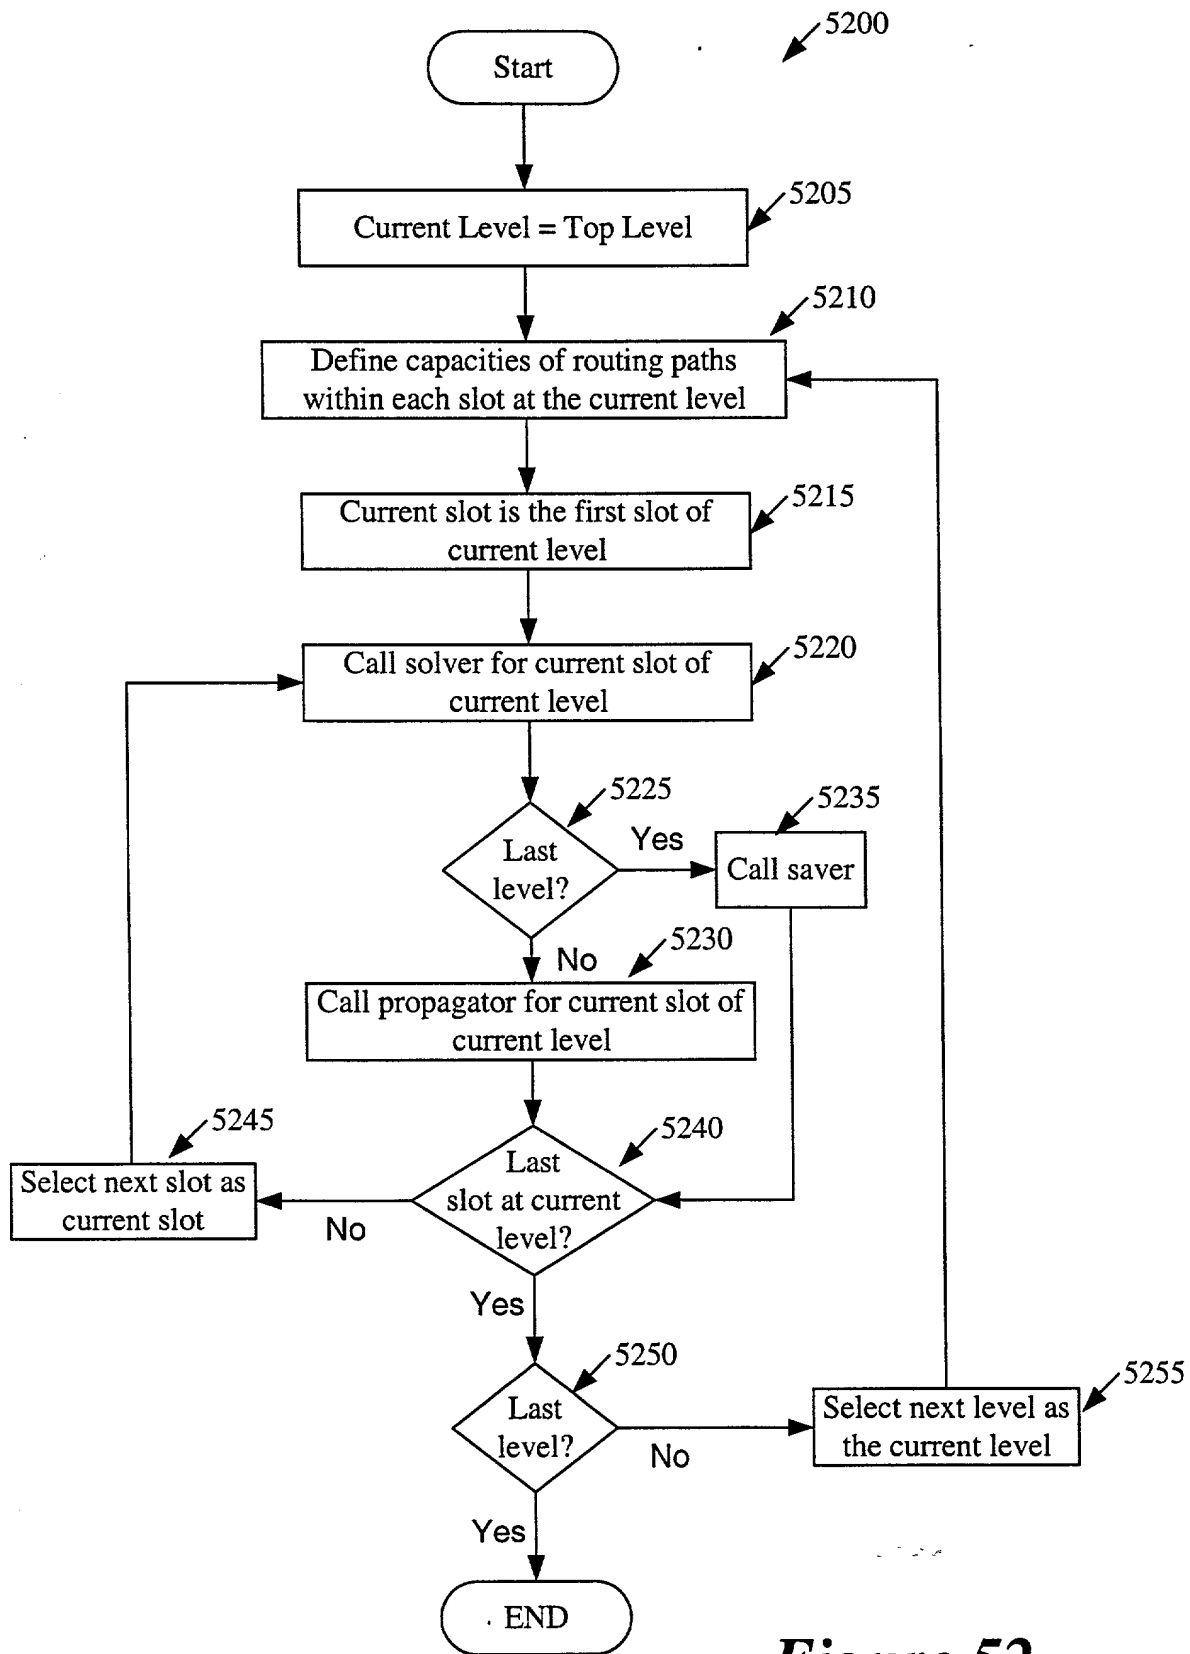 5200
Start
5205
Current Level = Top Level
5210
Define capacities of routing paths
within each slot at the current level
5215
Current slot is the first slot of
current level
5220
Call solver for current slot of
current level
5225
Last
level?
Yes
5235
Call saver
No
5230
Call propagator for current slot of
current level
5245
Select next slot as
current slot
No
5240
Last
slot at current
level?
Yes
5250
Last
level?
No
5255
Select next level as
the current level
Yes
END
Figure 52